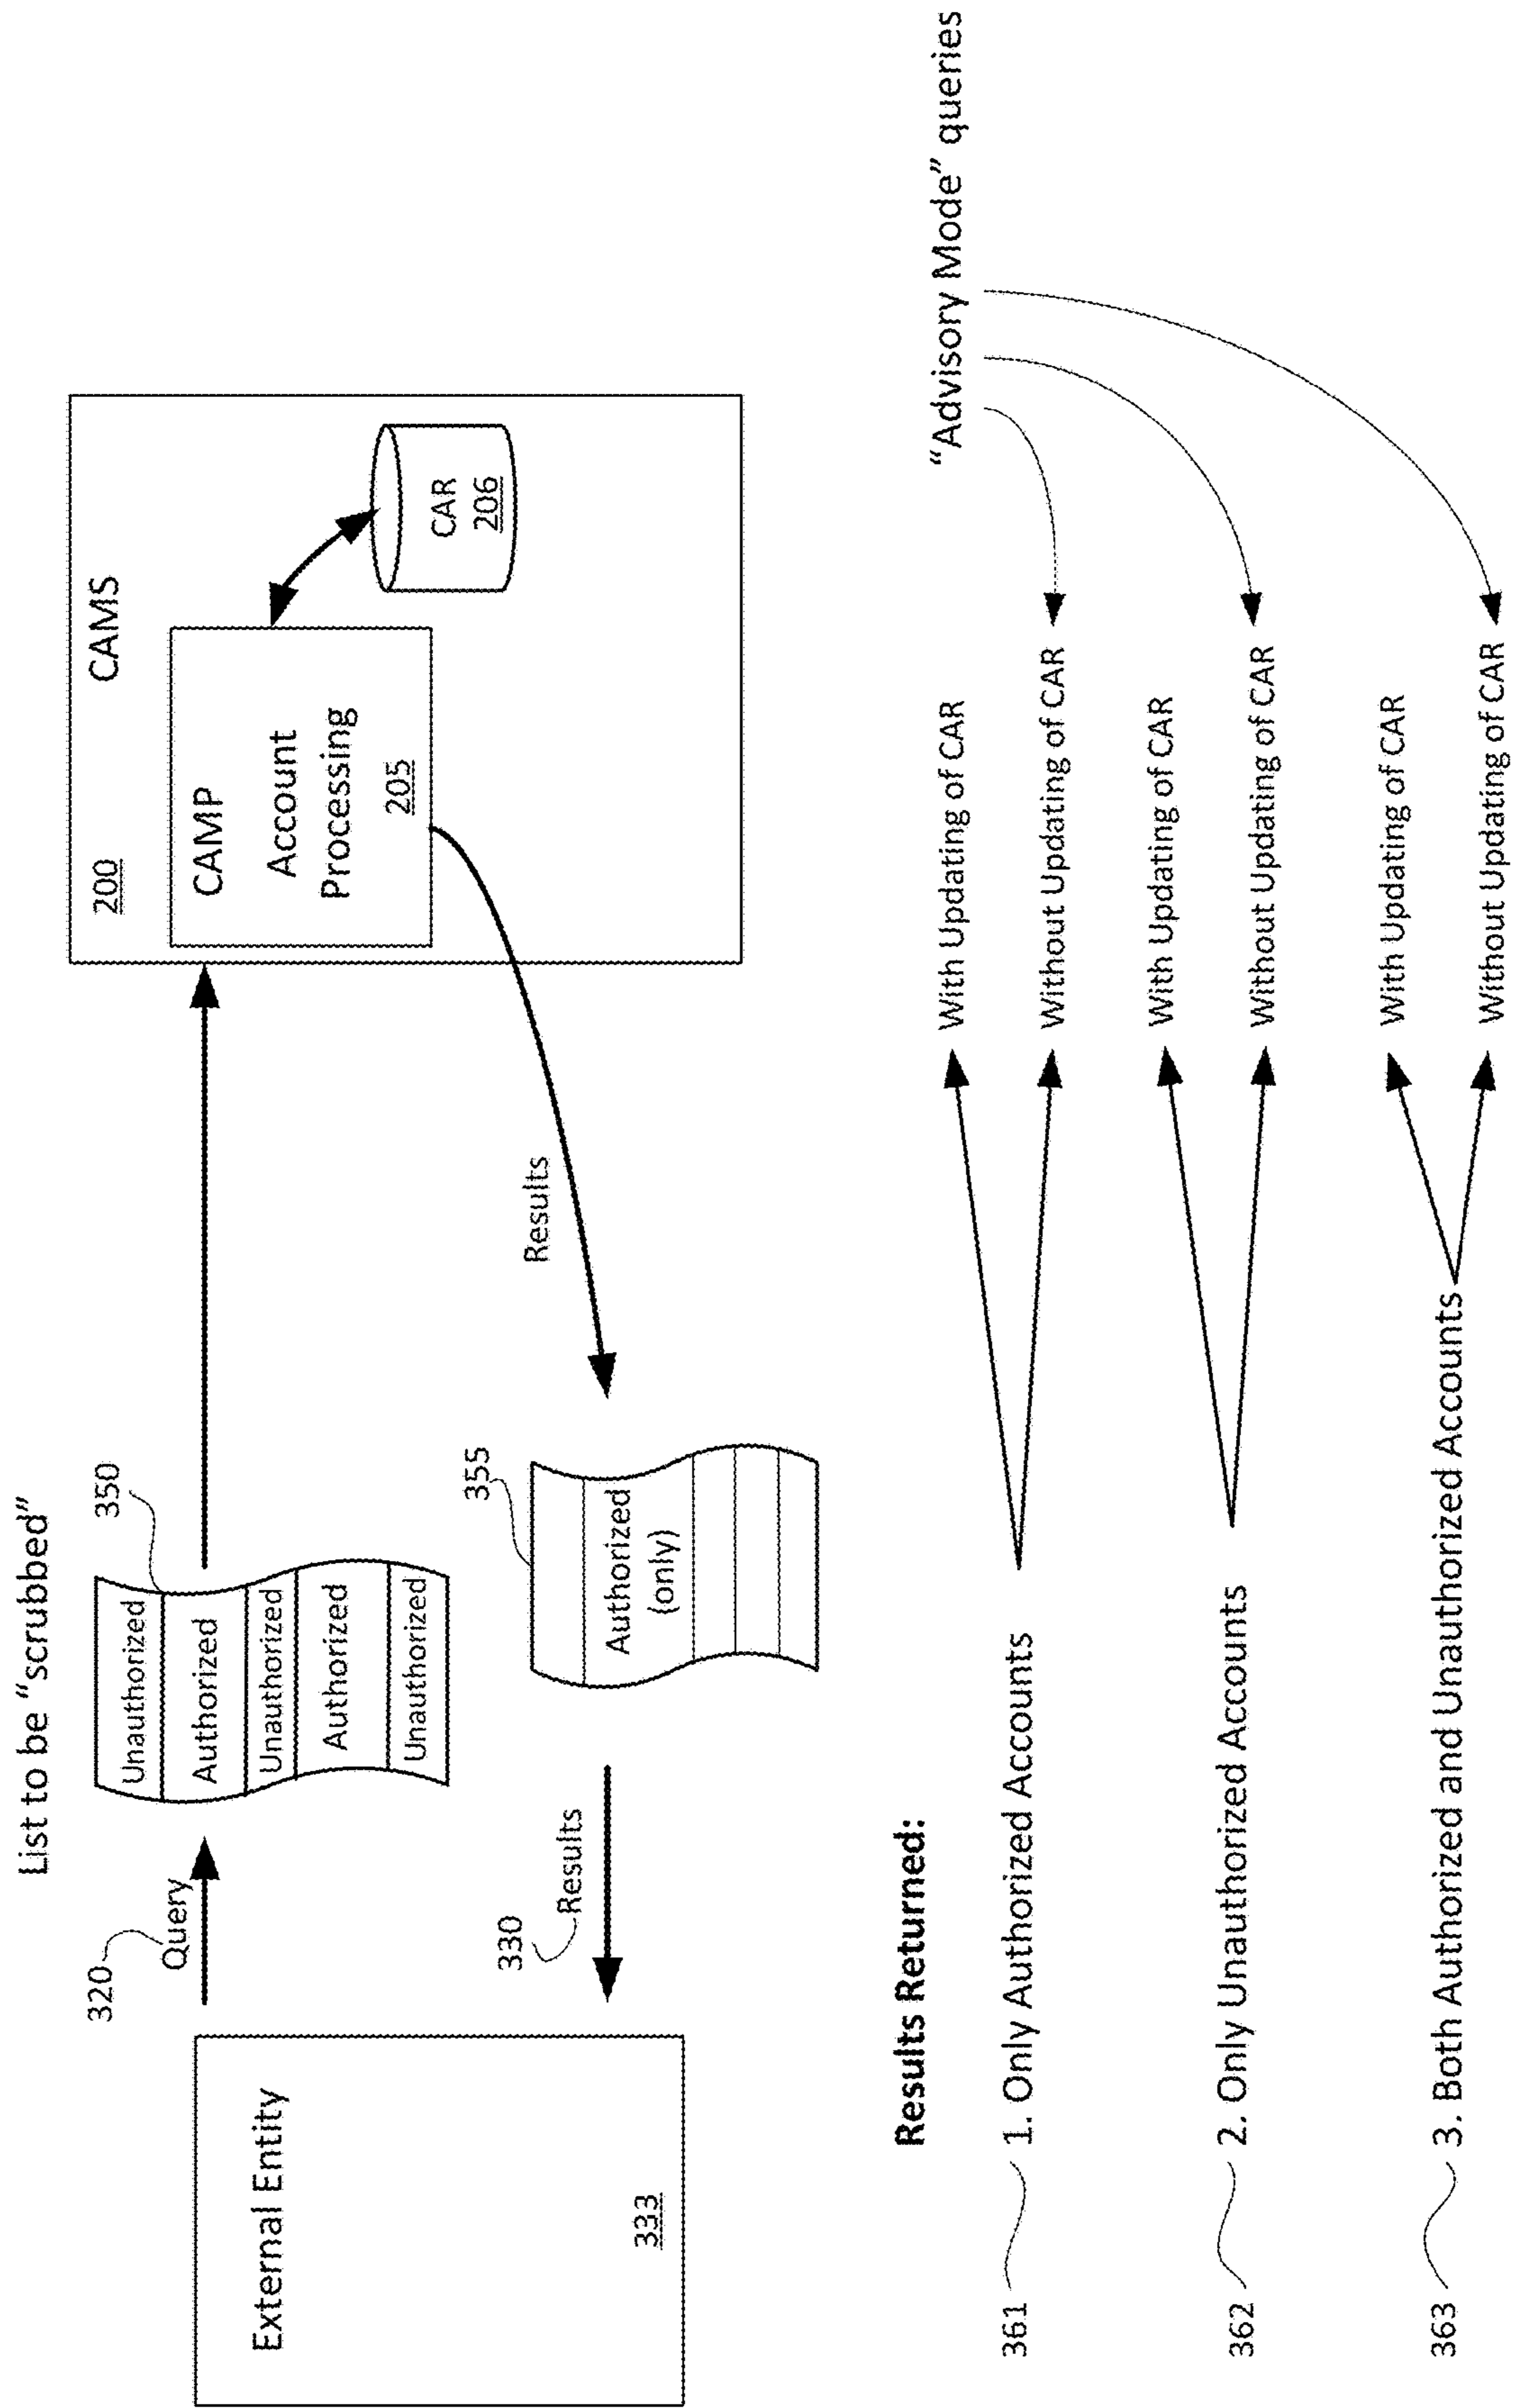 List to be “scrubbed”
320
Query
350
Unauthorized
Authorized
Unauthorized
Authorized
Unauthorized
200
CAMS
CAMP
Account
Processing
205
CAR
206
External Entity
333
330
Results
355
Authorized
(only)
Results
Results Returned:
“Advisory Mode” queries
361
1. Only Authorized Accounts
With Updating of CAR
Without Updating of CAR
362
2. Only Unauthorized Accounts
With Updating of CAR
Without Updating of CAR
363
3. Both Authorized and Unauthorized Accounts
With Updating of CAR
Without Updating of CAR